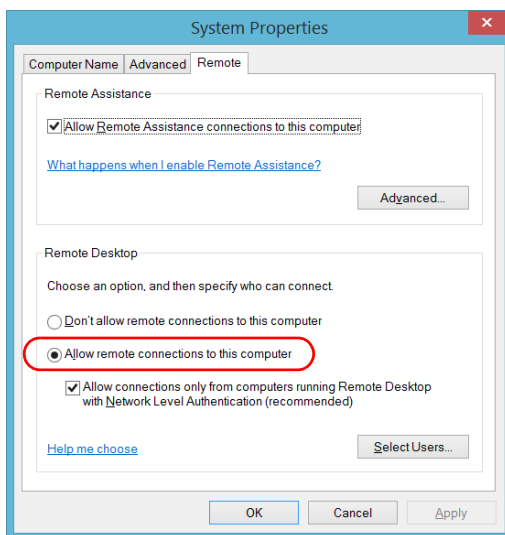 System Properties
Computer Name Advanced Remote
Remote Assistance
Allow Remote Assistance connections to this computer
What happens when I enable Remote Assistance?
Advanced...
Remote Desktop
Choose an option, and then specify who can connect.
Don't allow remote connections to this computer
Allow remote connections to this computer
Allow connections only from computers running Remote Desktop
with Network Level Authentication (recommended)
Help me choose
Select Users...
OK Cancel Apply